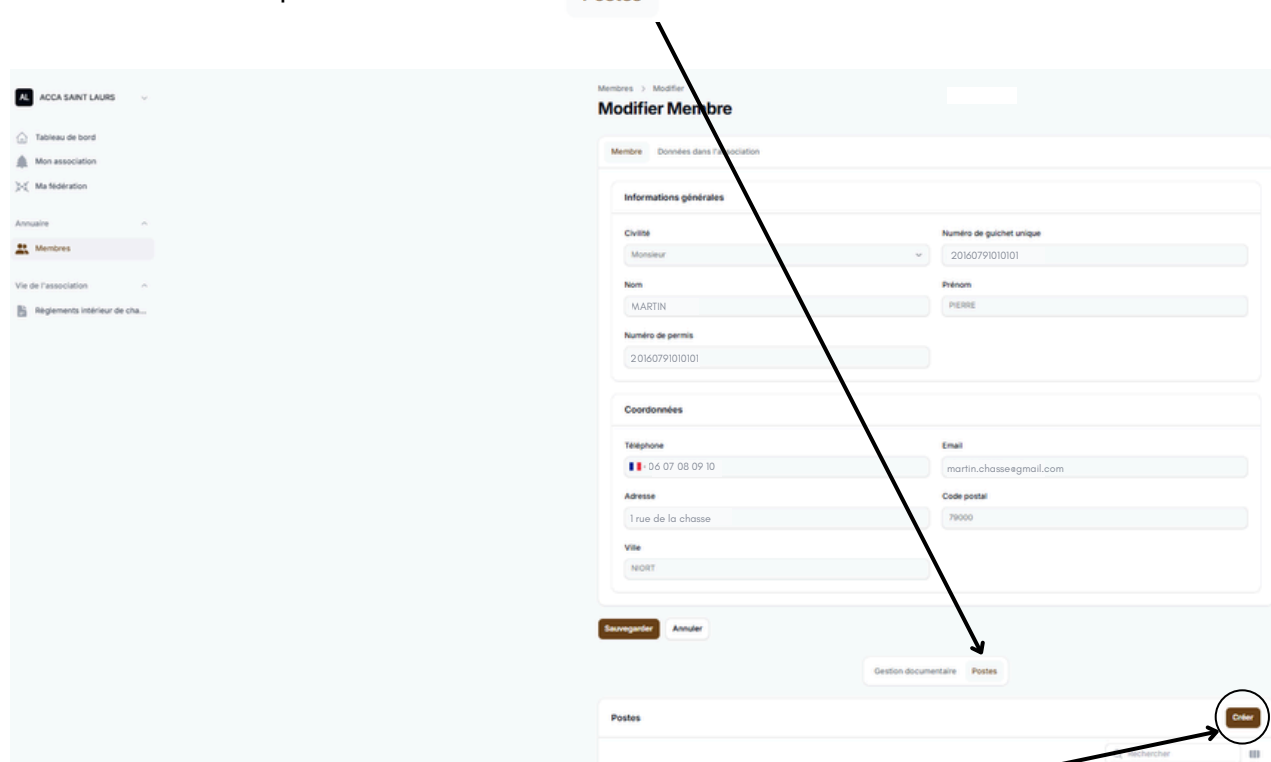 Postes
AL ACCA SAINT LAURS
Tableau de bord
Mon association
Ma fédération
Annuaire
Membres
Vie de l'association
Règlements intérieur de cha...
Membres > Modifier
Modifier Membre
Membre Données dans l'association
Informations générales
Civilité Numéro de guichet unique
Monsieur 20160791010101
Nom Prénom
MARTIN PIERRE
Numéro de permis
20160791010101
Coordonnées
Téléphone Email
06 07 08 09 10 martin.chasse@gmail.com
Adresse Code postal
1 rue de la chasse 79000
Ville
NIORT
Sauvegarder Annuler
Gestion documentaire Postes
Postes Créer
Rechercher